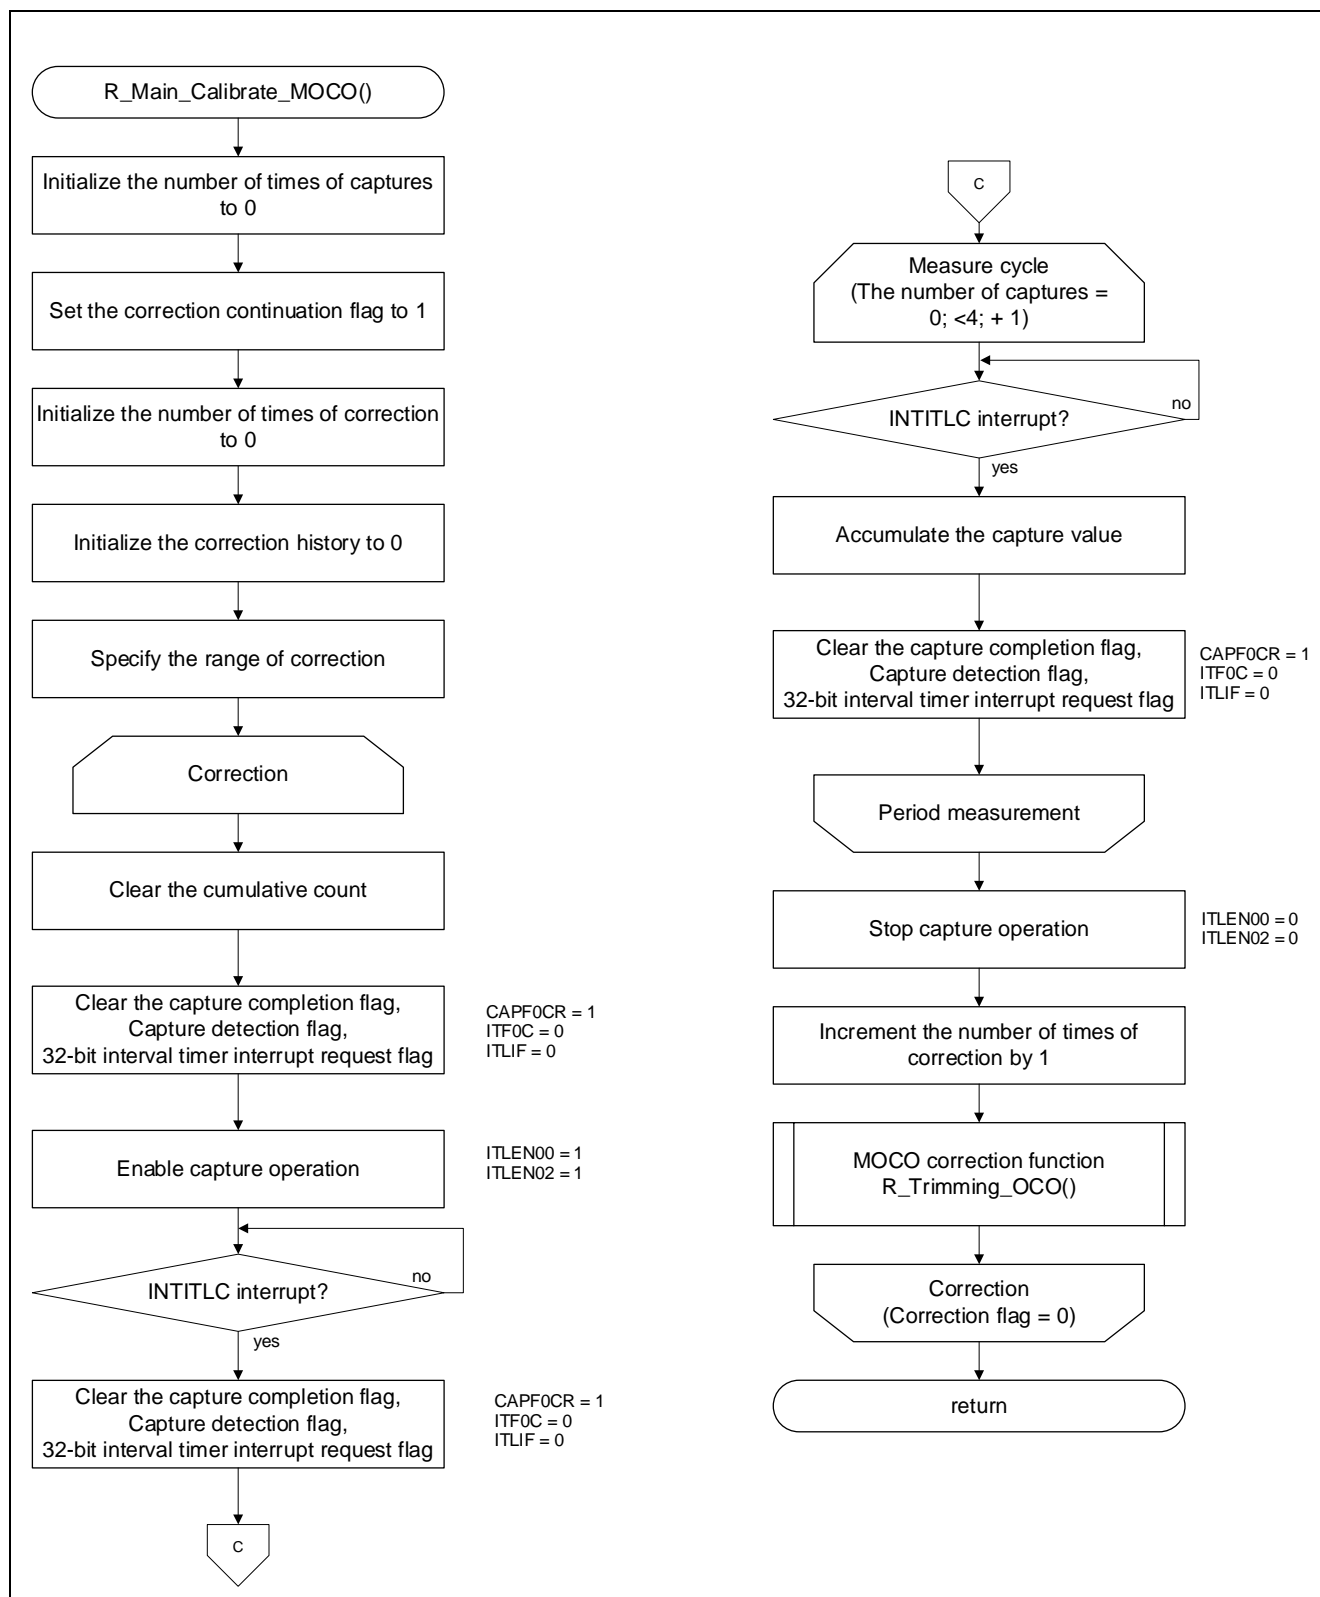 R_Main_Calibrate_MOCO()
Initialize the number of times of captures
to 0
Set the correction continuation flag to 1
Initialize the number of times of correction
to 0
Initialize the correction history to 0
Specify the range of correction
Correction
Clear the cumulative count
Clear the capture completion flag,
Capture detection flag,
32-bit interval timer interrupt request flag
CAPF0CR = 1
ITF0C = 0
ITLIF = 0
Enable capture operation
ITLEN00 = 1
ITLEN02 = 1
INTITLC interrupt?
no
yes
Clear the capture completion flag,
Capture detection flag,
32-bit interval timer interrupt request flag
CAPF0CR = 1
ITF0C = 0
ITLIF = 0
C
C
Measure cycle
(The number of captures =
0; <4; + 1)
INTITLC interrupt?
no
yes
Accumulate the capture value
Clear the capture completion flag,
Capture detection flag,
32-bit interval timer interrupt request flag
CAPF0CR = 1
ITF0C = 0
ITLIF = 0
Period measurement
Stop capture operation
ITLEN00 = 0
ITLEN02 = 0
Increment the number of times of
correction by 1
MOCO correction function
R_Trimming_OCO()
Correction
(Correction flag = 0)
return